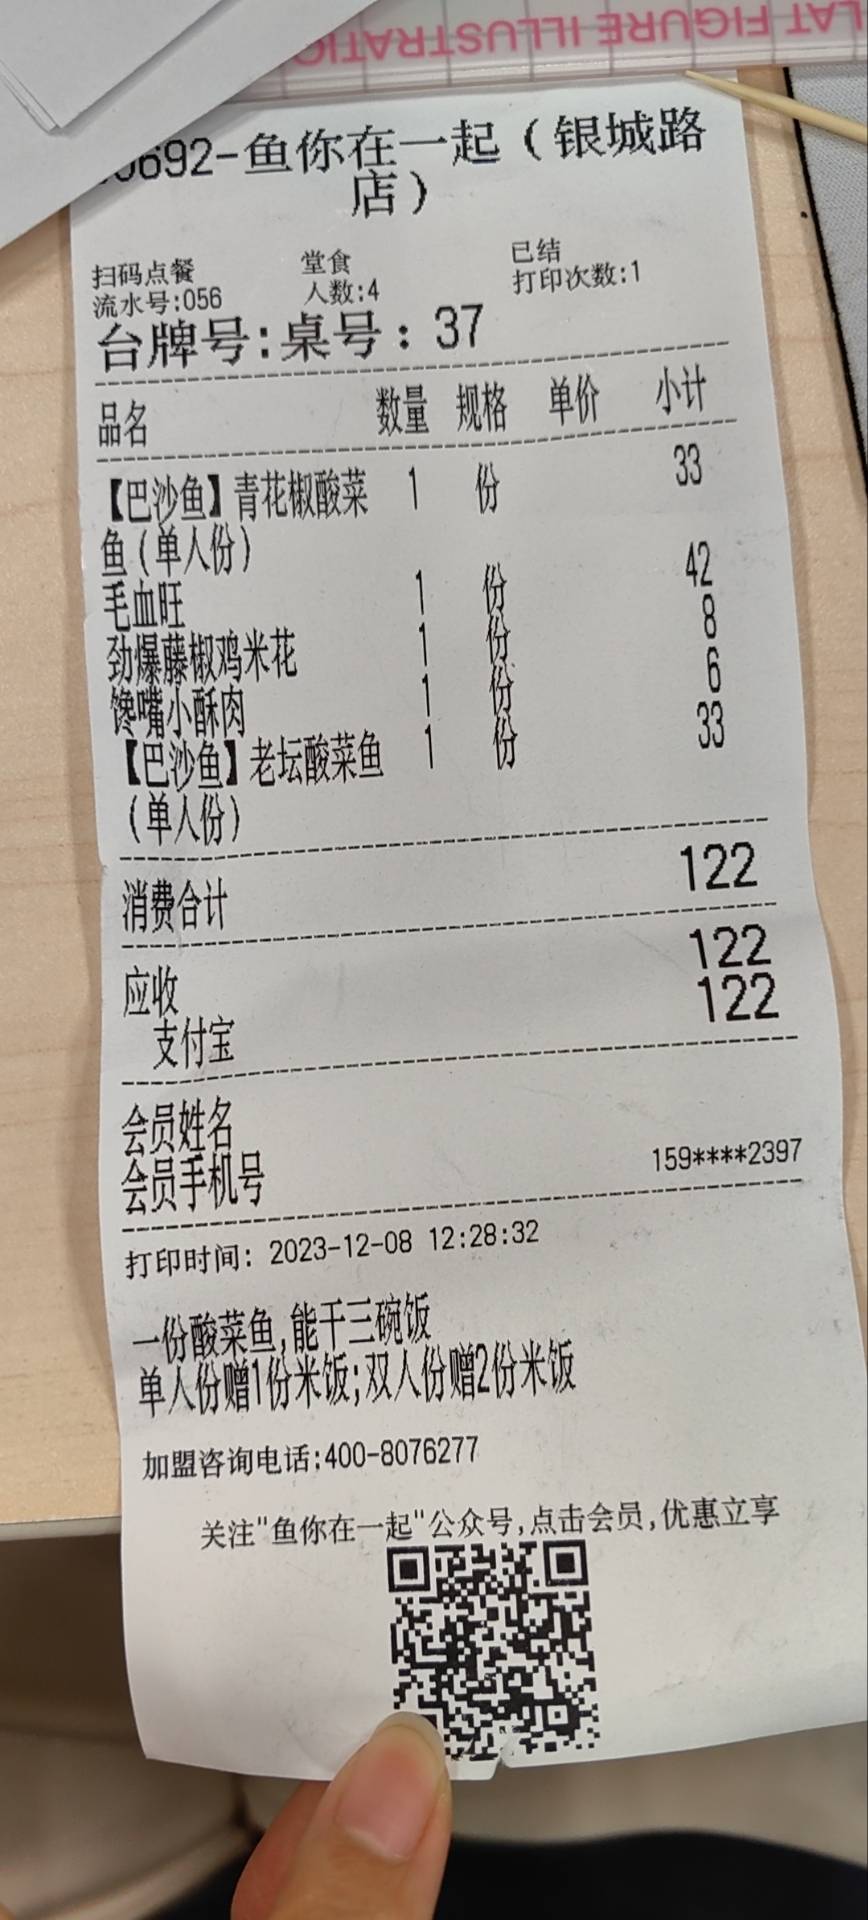 LAT FIGURE ILLUSTRATIO
0692-鱼你在一起(银城路
店)
扫码点餐 堂食 已结
流水号:056 人数:4 打印次数:1
台牌号:桌号:37
品名 数量 规格 单价 小计
【巴沙鱼】青花椒酸菜 1 份 33
鱼(单人份)
毛血旺 1 份 42
劲爆藤椒鸡米花 1 份 8
馋嘴小酥肉 1 份 6
【巴沙鱼】老坛酸菜鱼 1 份 33
(单人份)
消费合计 122
应收 122
支付宝 122
会员姓名
会员手机号 159****2397
打印时间: 2023-12-08 12:28:32
一份酸菜鱼,能干三碗饭
单人份赠1份米饭;双人份赠2份米饭
加盟咨询电话:400-8076277
关注"鱼你在一起"公众号,点击会员,优惠立享